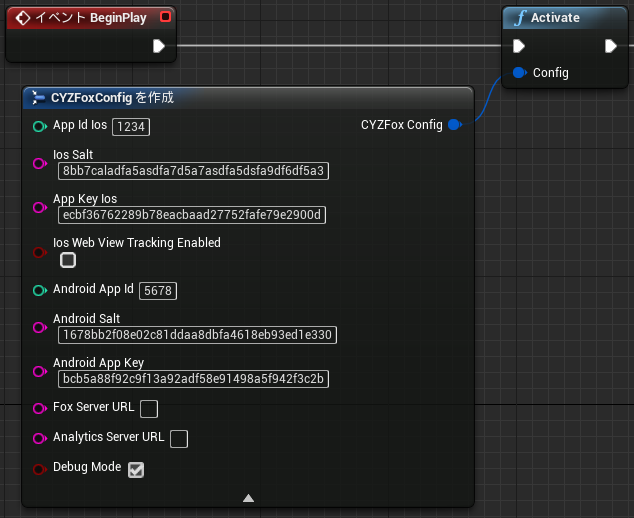 イベント BeginPlay
Activate
Config
CYZFoxConfig を作成
CYZFox Config
App Id Ios 1234
Ios Salt
8bb7caladfa5asdfa7d5a7asdfa5dsfa9df6df5a3
App Key Ios
ecbf36762289b78eacbaad27752fafe79e2900d
Ios Web View Tracking Enabled
Android App Id 5678
Android Salt
1678bb2f08e02c81ddaa8dbfa4618eb93ed1e330
Android App Key
bcb5a88f92c9f13a92adf58e91498a5f942f3c2b
Fox Server URL
Analytics Server URL
Debug Mode